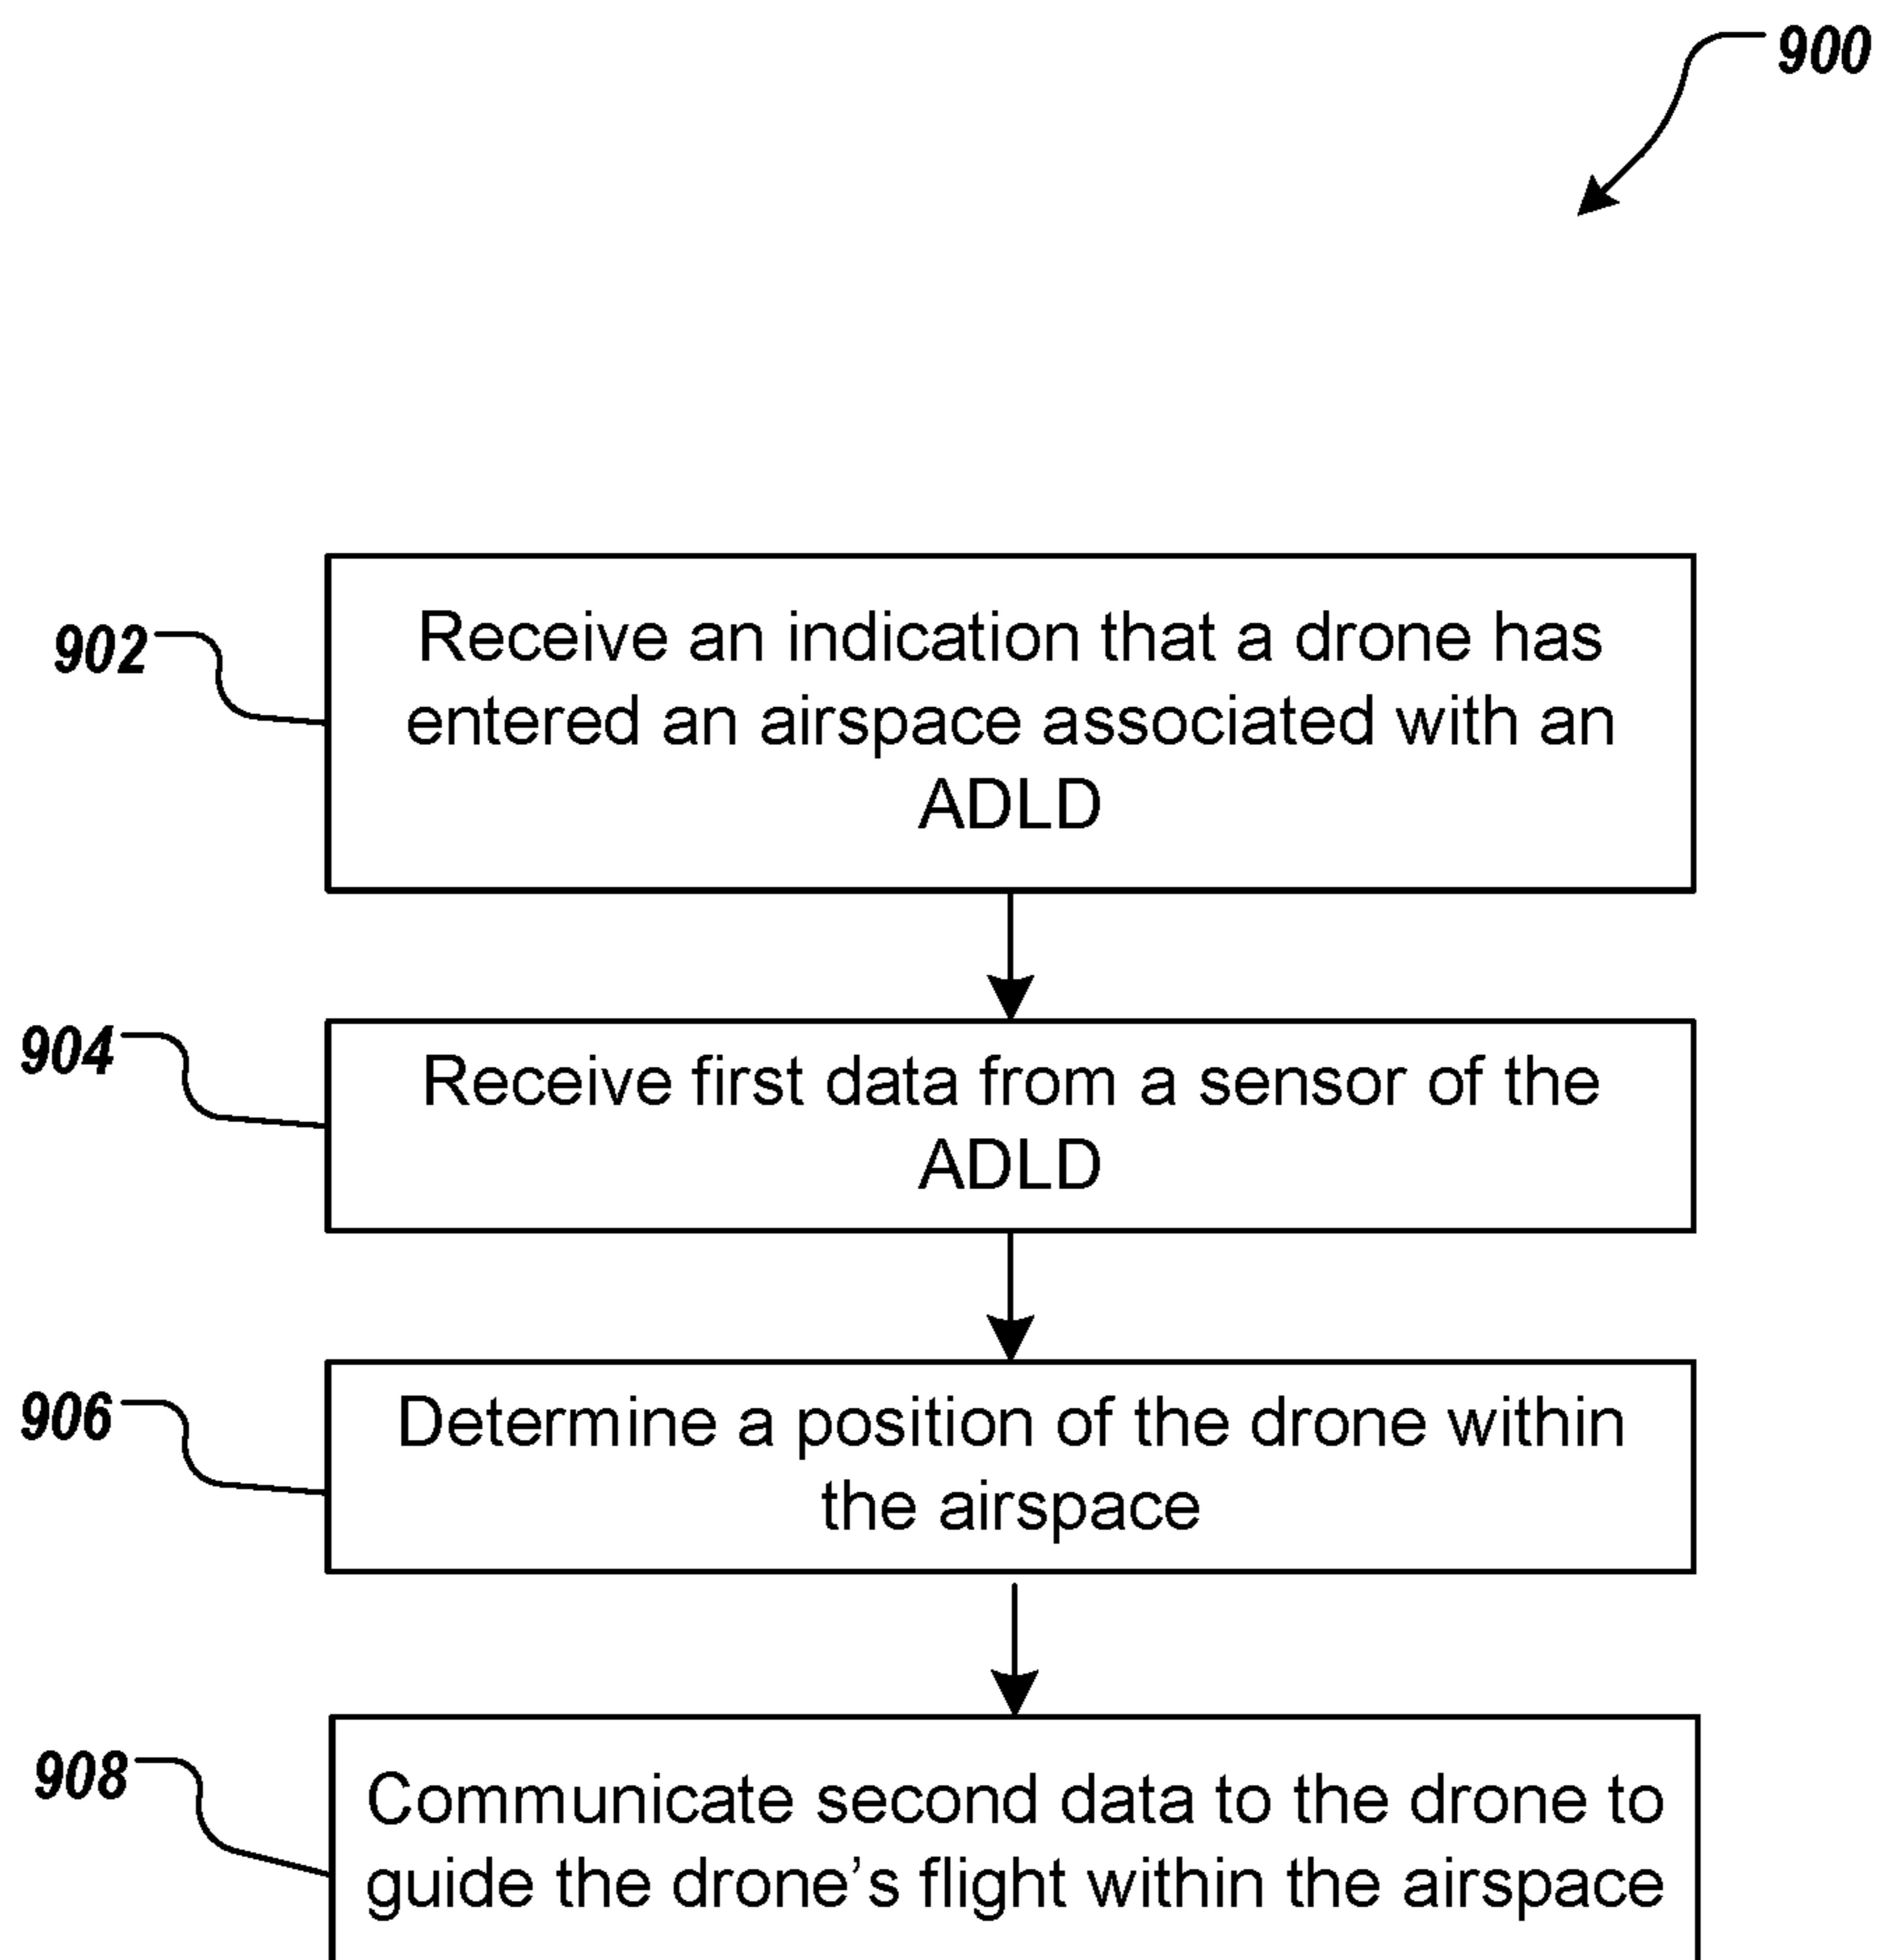 900
902
Receive an indication that a drone has
entered an airspace associated with an
ADLD
904
Receive first data from a sensor of the
ADLD
906
Determine a position of the drone within
the airspace
908
Communicate second data to the drone to
guide the drone’s flight within the airspace